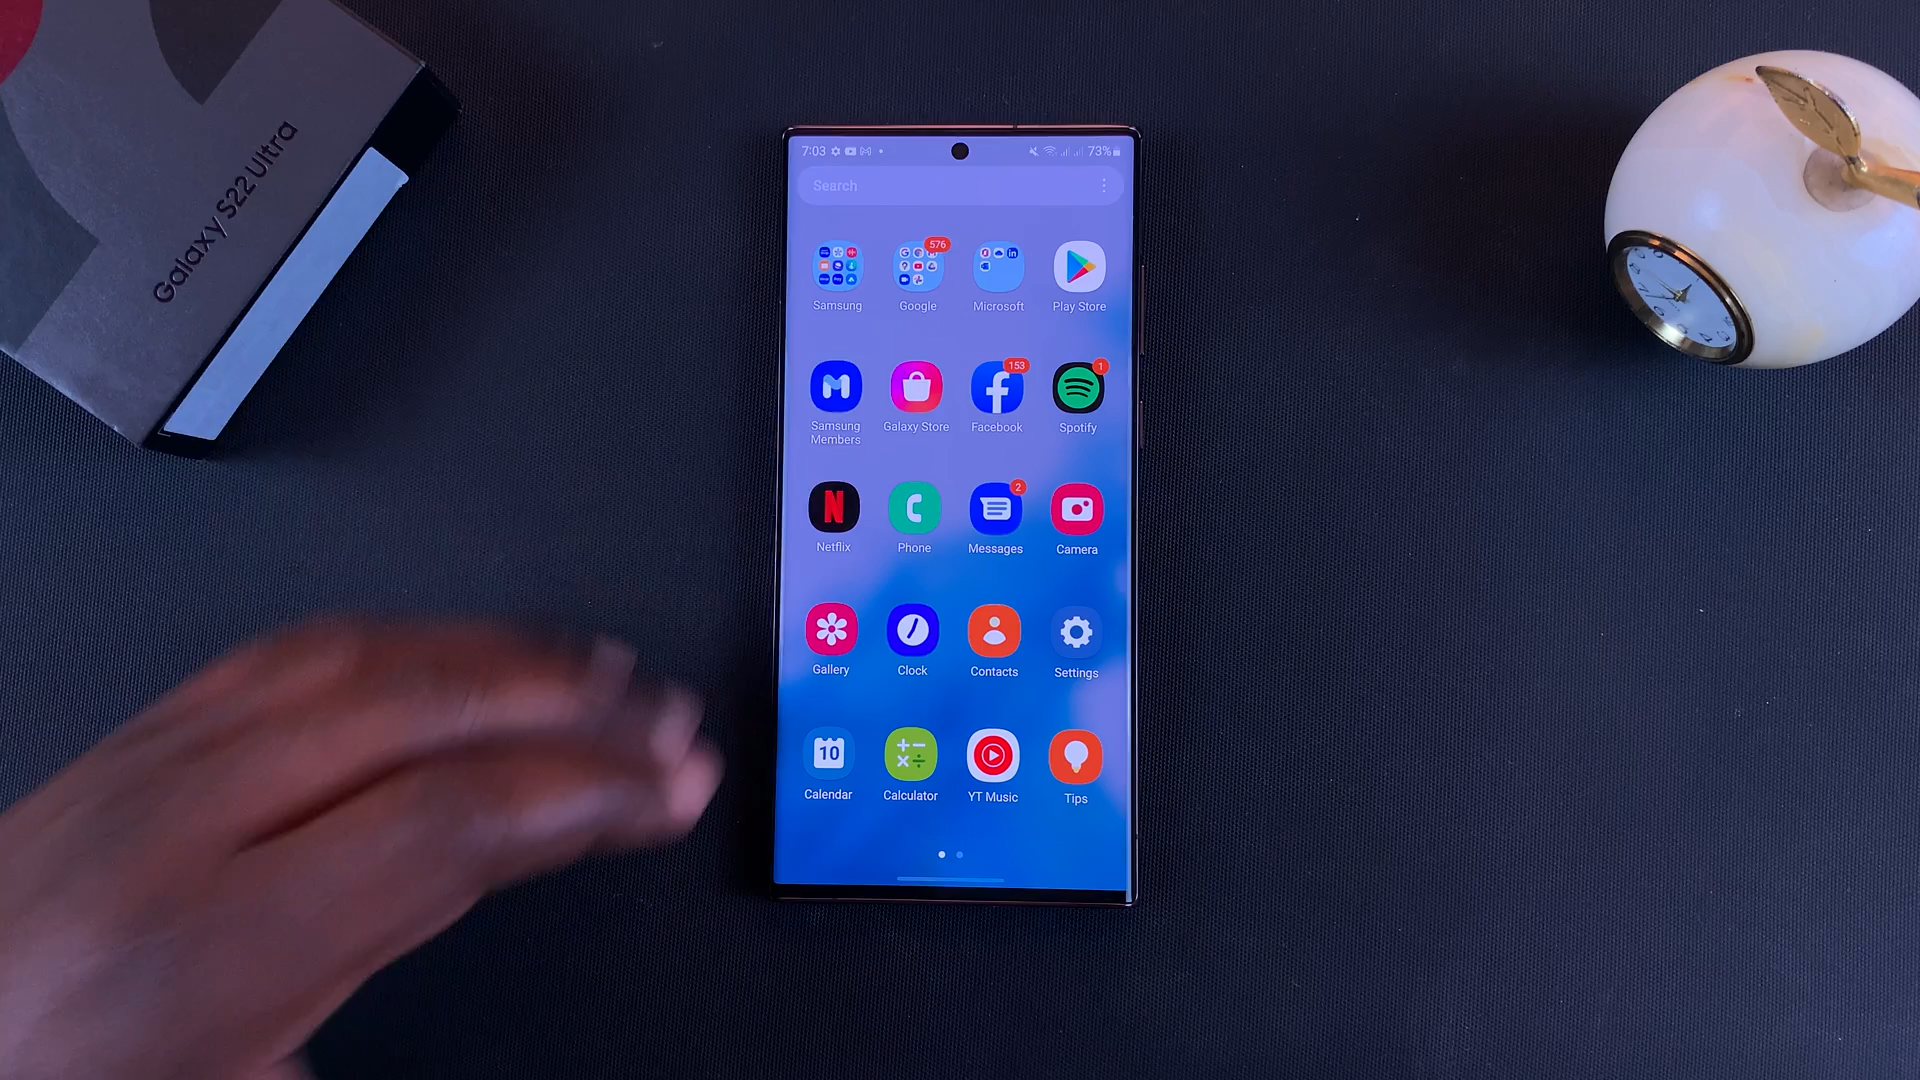 Galaxy S22 Ultra
7:03
73%
Search
576
Samsung
Google
Microsoft
Play Store
153
1
Samsung
Members
Galaxy Store
Facebook
Spotify
N
2
Netflix
Phone
Messages
Camera
Gallery
Clock
Contacts
Settings
10
Calendar
Calculator
YT Music
Tips